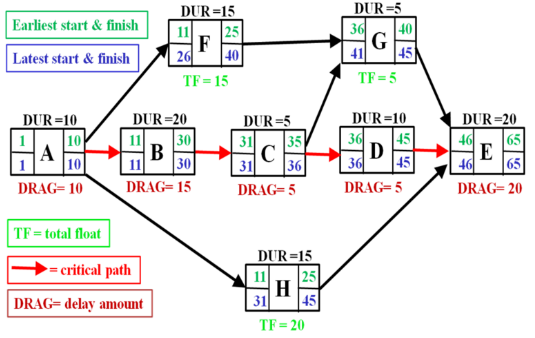 Earliest start & finish
Latest start & finish
DUR=15
11 F 25
26 40
TF = 15
DUR=5
36 G 40
41 45
TF = 5
DUR=10
1 A 10
1 10
DRAG= 10
DUR=20
11 B 30
11 30
DRAG= 15
DUR=5
31 C 35
31 36
DRAG= 5
DUR=10
36 D 45
36 45
DRAG= 5
DUR=20
46 E 65
46 65
DRAG= 20
TF = total float
= critical path
DRAG= delay amount
DUR=15
11 H 25
31 45
TF = 20